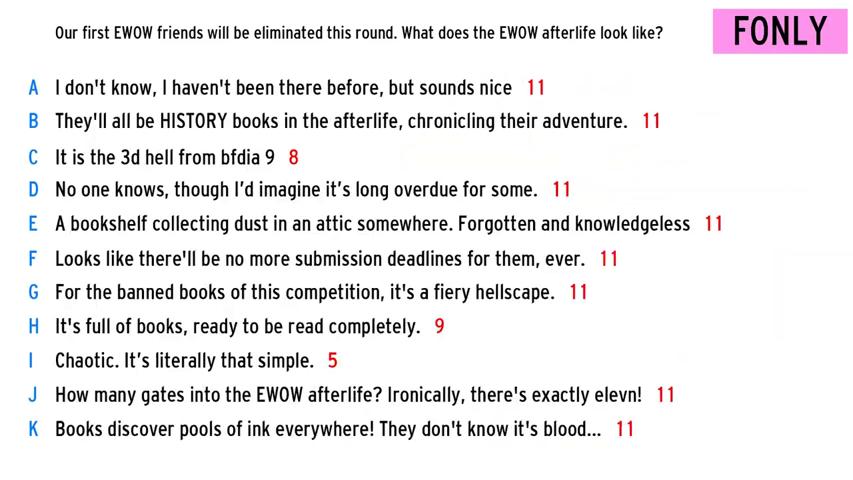 Our first EWOW friends will be eliminated this round. What does the EWOW afterlife look like?
FONLY
A I don't know, I haven't been there before, but sounds nice 11
B They'll all be HISTORY books in the afterlife, chronicling their adventure. 11
C It is the 3d hell from bfdia 9 8
D No one knows, though I’d imagine it’s long overdue for some. 11
E A bookshelf collecting dust in an attic somewhere. Forgotten and knowledgeless 11
F Looks like there'll be no more submission deadlines for them, ever. 11
G For the banned books of this competition, it's a fiery hellscape. 11
H It's full of books, ready to be read completely. 9
I Chaotic. It’s literally that simple. 5
J How many gates into the EWOW afterlife? Ironically, there's exactly elevn! 11
K Books discover pools of ink everywhere! They don't know it's blood... 11